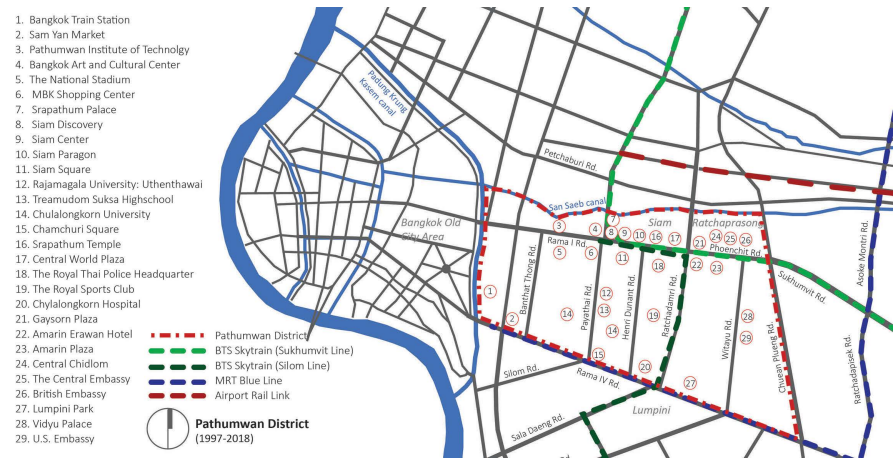 1. Bangkok Train Station
2. Sam Yan Market
3. Pathumwan Institute of Technolgy
4. Bangkok Art and Cultural Center
5. The National Stadium
6. MBK Shopping Center
7. Srapathum Palace
8. Siam Discovery
9. Siam Center
10. Siam Paragon
11. Siam Square
12. Rajamagala University: Uthenthawai
13. Treamudom Suksa Highschool
14. Chulalongkorn University
15. Chamchuri Square
16. Srapathum Temple
17. Central World Plaza
18. The Royal Thai Police Headquarter
19. The Royal Sports Club
20. Chylalongkorn Hospital
21. Gaysorn Plaza
22. Amarin Erawan Hotel
23. Amarin Plaza
24. Central Chidlom
25. The Central Embassy
26. British Embassy
27. Lumpini Park
28. Vidyu Palace
29. U.S. Embassy
Pathumwan District
BTS Skytrain (Sukhumvit Line)
BTS Skytrain (Silom Line)
MRT Blue Line
Airport Rail Link
Pathumwan District
(1997-2018)
Padung Krung
Kasem canal
Petchaburi Rd.
San Saeb canal
Bangkok Old
City Area
Siam
Ratchaprasong
Rama I Rd.
Phoenchit Rd.
Sukhumvit Rd.
Asoke Montri Rd.
Ratchadapisek Rd.
Banthat Thong Rd.
Payathai Rd.
Henri Dunant Rd.
Ratchadamri Rd.
Witayu Rd.
Chuean Plueng Rd.
Silom Rd.
Rama IV Rd.
Sala Daeng Rd.
Lumpini
3
4
7
8
9
10
16
17
21
24
25
26
5
6
11
18
22
23
1
2
14
12
13
14
19
28
29
15
20
27